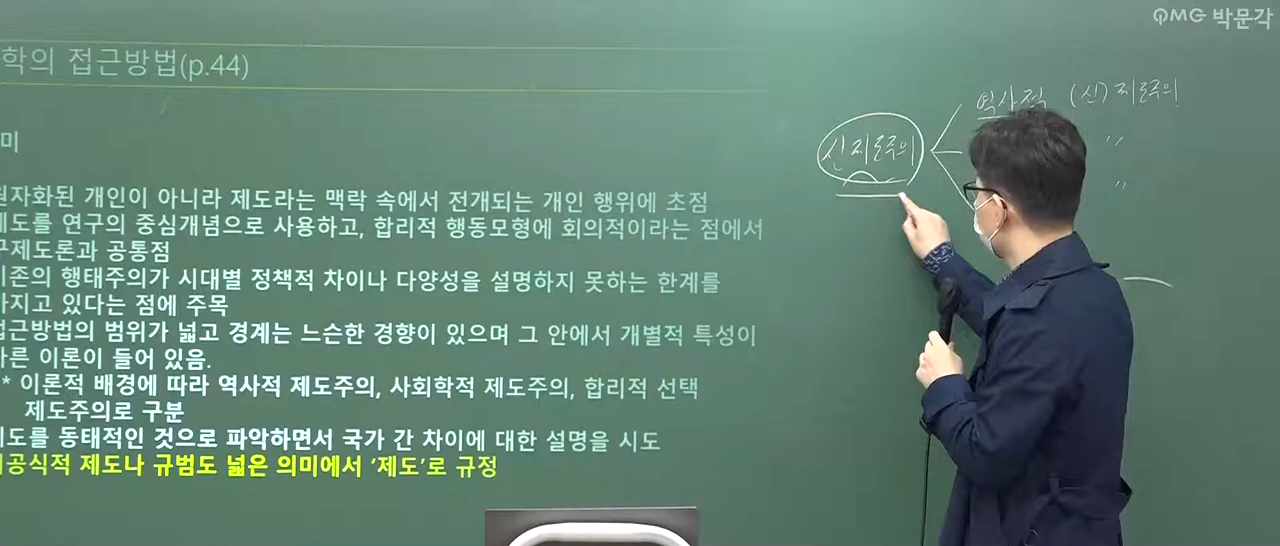 PMG 박문각
학의 접근방법(p.44)
역사적 (신)제도주의
신제도주의
〃
〃
미
원자화된 개인이 아니라 제도라는 맥락 속에서 전개되는 개인 행위에 초점
제도를 연구의 중심개념으로 사용하고, 합리적 행동모형에 회의적이라는 점에서
구제도론과 공통점
기존의 행태주의가 시대별 정책적 차이나 다양성을 설명하지 못하는 한계를
가지고 있다는 점에 주목
접근방법의 범위가 넓고 경계는 느슨한 경향이 있으며 그 안에서 개별적 특성이
다른 이론이 들어 있음.
* 이론적 배경에 따라 역사적 제도주의, 사회학적 제도주의, 합리적 선택
제도주의로 구분
제도를 동태적인 것으로 파악하면서 국가 간 차이에 대한 설명을 시도
비공식적 제도나 규범도 넓은 의미에서 ‘제도’로 규정